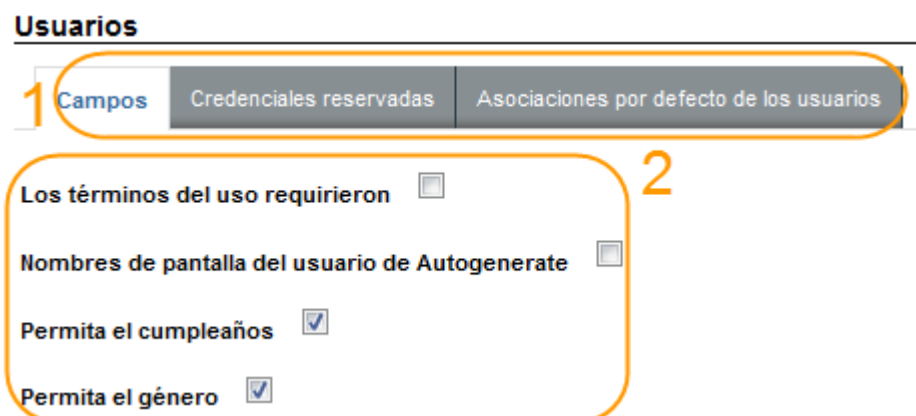 Usuarios
1 Campos Credenciales reservadas Asociaciones por defecto de los usuarios
2
Los términos del uso requirieron
Nombres de pantalla del usuario de Autogenerate
Permita el cumpleaños
Permita el género